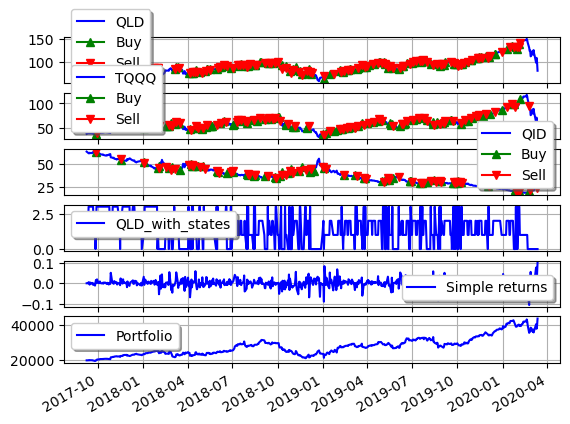 QLD
Buy
Sell
150
100
TQQQ
Buy
Sell
100
50
QID
Buy
Sell
50
25
QLD_with_states
2.5
0.0
Simple returns
0.1
0.0
−0.1
Portfolio
40000
20000
2017-10 2018-01 2018-04 2018-07 2018-10 2019-01 2019-04 2019-07 2019-10 2020-01 2020-04